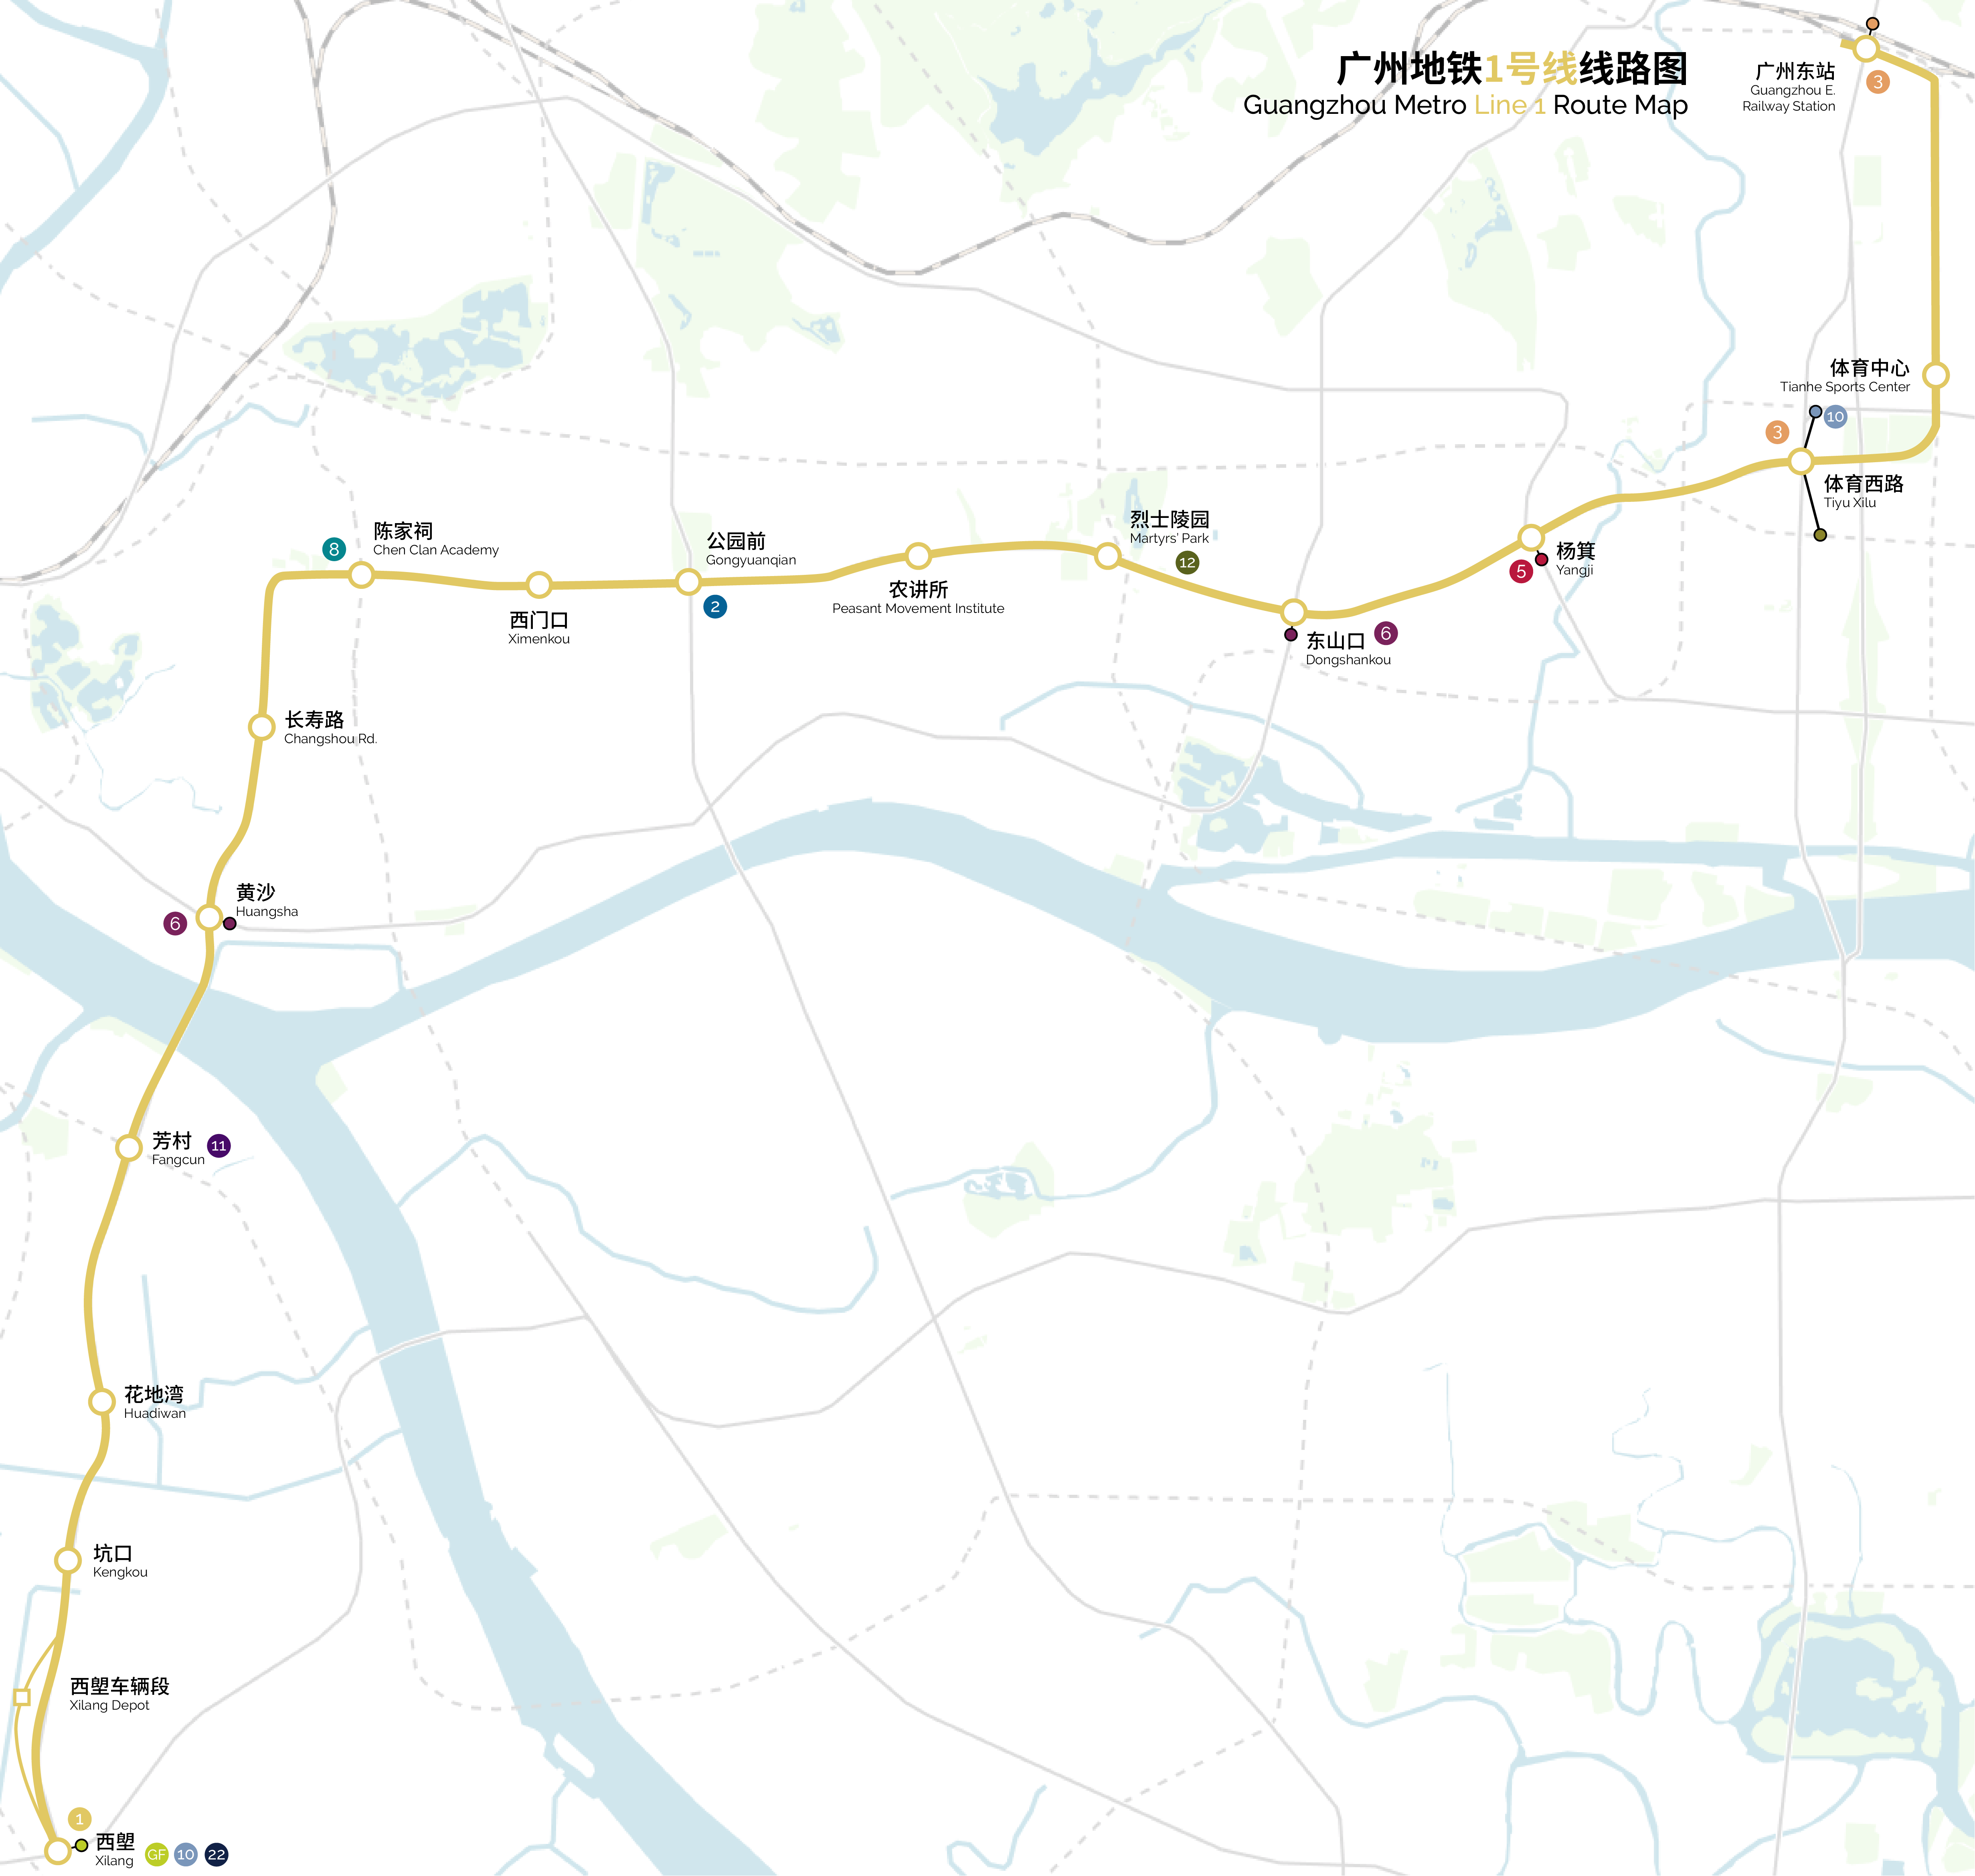 广州地铁1号线线路图
Guangzhou Metro Line 1 Route Map
广州东站
Guangzhou E.
Railway Station
3
体育中心
Tianhe Sports Center
10
3
体育西路
Tiyu Xilu
杨箕
Yangji
5
东山口
Dongshankou
6
烈士陵园
Martyrs' Park
12
农讲所
Peasant Movement Institute
公园前
Gongyuanqian
2
西门口
Ximenkou
陈家祠
Chen Clan Academy
8
长寿路
Changshou Rd.
黄沙
Huangsha
6
芳村
Fangcun
11
花地湾
Huadiwan
坑口
Kengkou
西塱车辆段
Xilang Depot
1
西塱
Xilang
GF 10 22